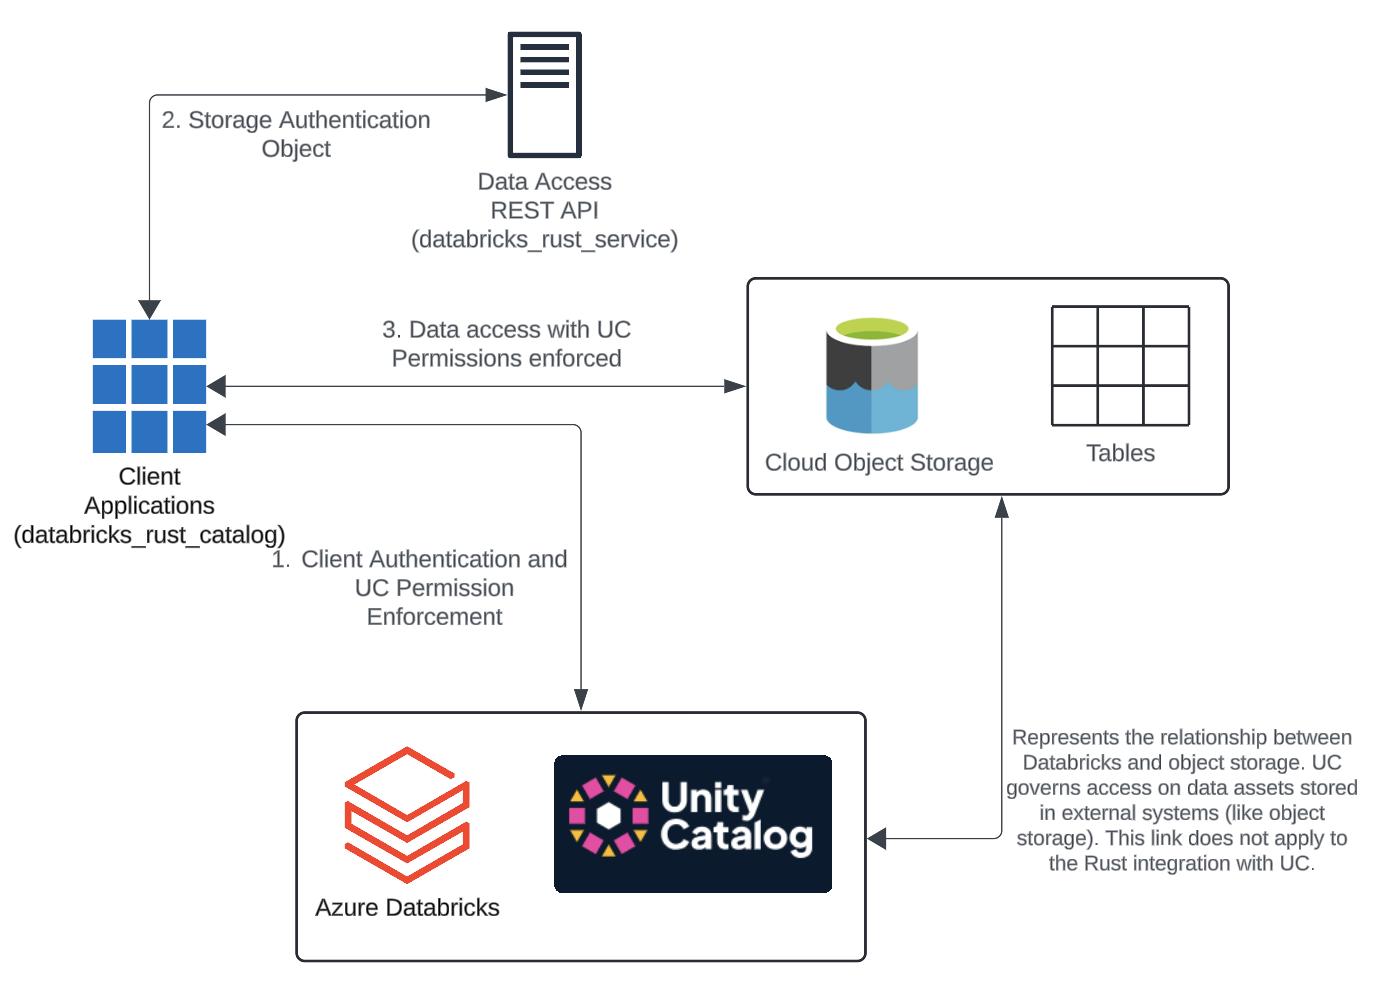 2. Storage Authentication
Object
Data Access
REST API
(databricks_rust_service)
3. Data access with UC
Permissions enforced
Cloud Object Storage
Tables
Client
Applications
(databricks_rust_catalog)
1. Client Authentication and
UC Permission
Enforcement
Azure Databricks
Unity
Catalog
Represents the relationship between
Databricks and object storage. UC
governs access on data assets stored
in external systems (like object
storage). This link does not apply to
the Rust integration with UC.